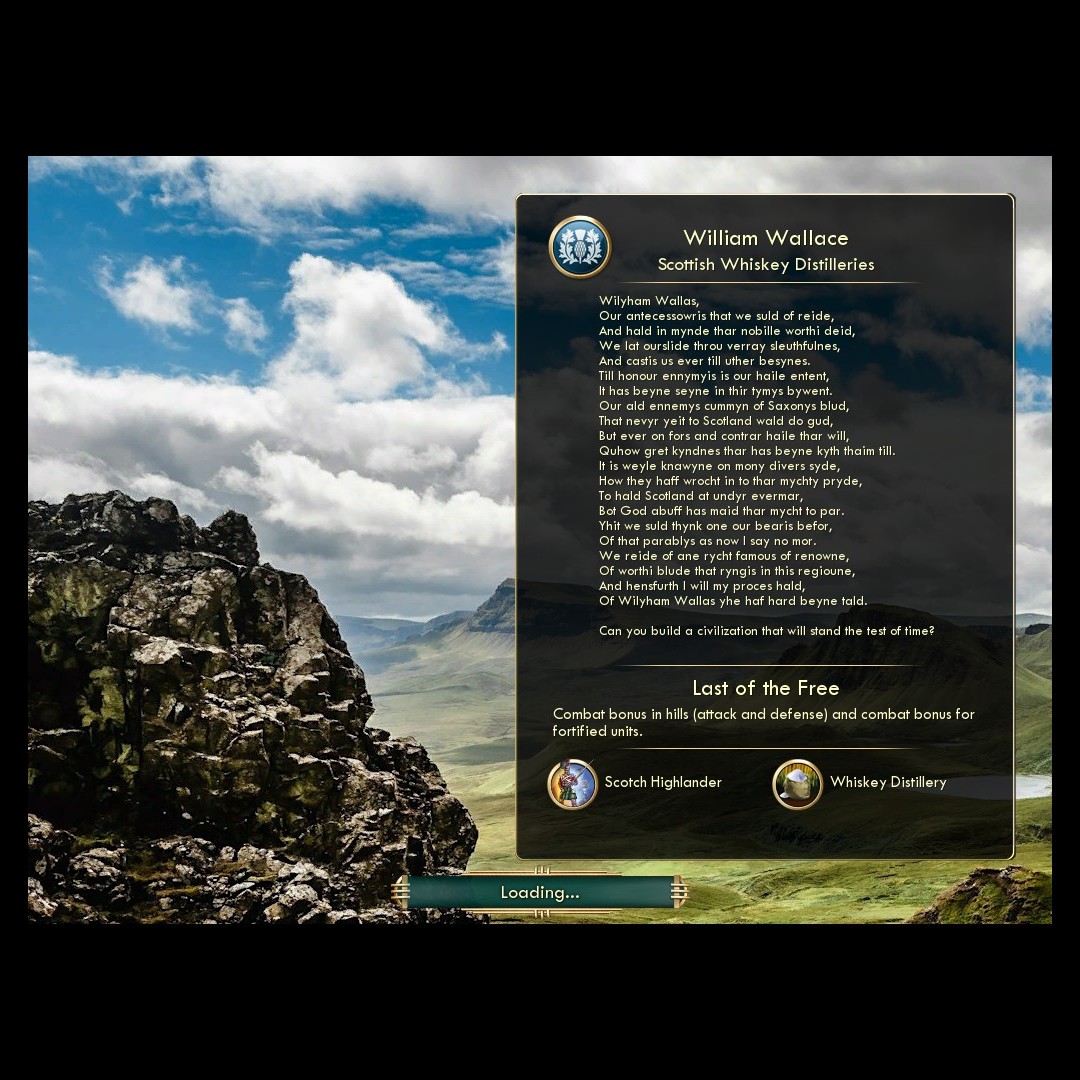 William Wallace
Scottish Whiskey Distilleries
Wilyham Wallas,
Our antecessowris that we suld of reide,
And hald in mynde thar nobille worthi deid,
We lat ourslide throu verray sleuthfulnes,
And castis us ever till uther besynes.
Till honour ennymyis is our haile entent,
It has beyne seyne in thir tymys bywent.
Our ald ennemys cummyn of Saxonys blud,
That nevyr yeit to Scotland wald do gud,
But ever on fors and contrar haile thar will,
Quhow gret kyndnes thar has beyne kyth thaim till.
It is weyle knawyne on mony divers syde,
How they haff wrocht in to thar mychty pryde,
To hald Scotland at undyr evermar,
Bot God abuff has maid thar mycht to par.
Yhit we suld thynk one our bearis befor,
Of that parablys as now I say no mor.
We reide of ane rycht famous of renowne,
Of worthi blude that ryngis in this regioune,
And hensfurth I will my proces hald,
Of Wilyham Wallas yhe haf hard beyne tald.
Can you build a civilization that will stand the test of time?
Last of the Free
Combat bonus in hills (attack and defense) and combat bonus for
fortified units.
Scotch Highlander
Whiskey Distillery
Loading...